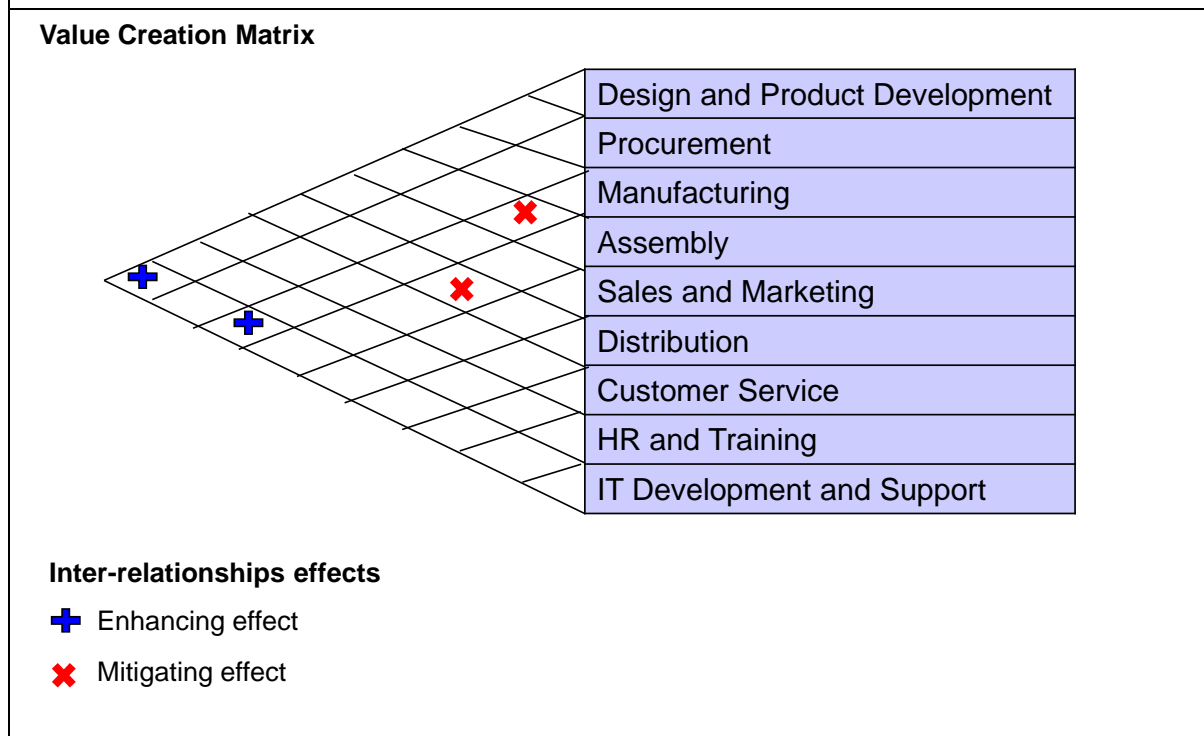 Value Creation Matrix
Design and Product Development
Procurement
Manufacturing
Assembly
Sales and Marketing
Distribution
Customer Service
HR and Training
IT Development and Support
Inter-relationships effects
Enhancing effect
Mitigating effect